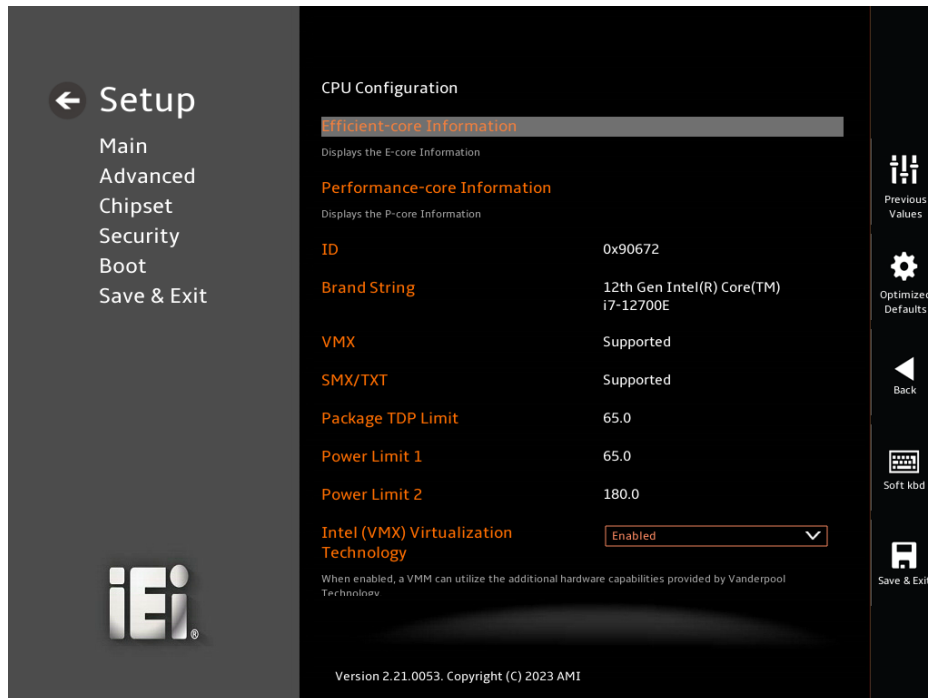 Setup
Main
Advanced
Chipset
Security
Boot
Save & Exit
iEi®
CPU Configuration
Efficient-core Information
Displays the E-core Information
Performance-core Information
Displays the P-core Information
ID 0x90672
Brand String 12th Gen Intel(R) Core(TM)
i7-12700E
VMX Supported
SMX/TXT Supported
Package TDP Limit 65.0
Power Limit 1 65.0
Power Limit 2 180.0
Intel (VMX) Virtualization
Technology
Enabled
When enabled, a VMM can utilize the additional hardware capabilities provided by Vanderpool
Technology
Version 2.21.0053. Copyright (C) 2023 AMI
Previous
Values
Optimized
Defaults
Back
Soft kbd
Save & Exit